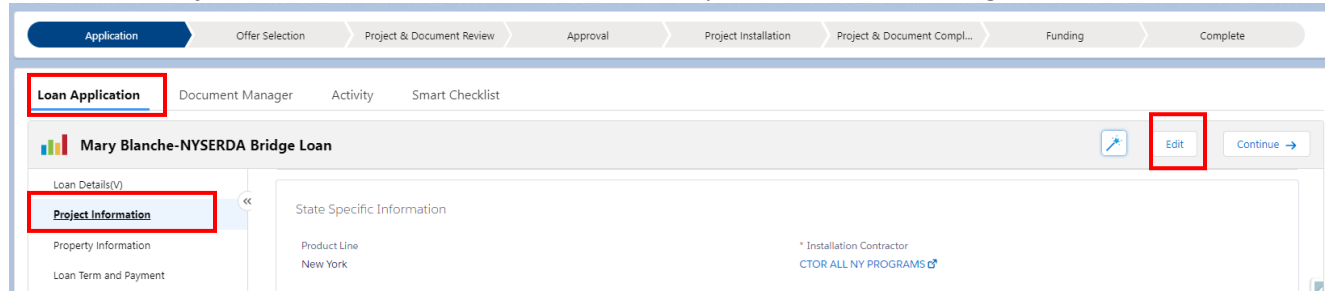 Application Offer Selection Project & Document Review Approval Project Installation Project & Document Compl... Funding Complete
Loan Application Document Manager Activity Smart Checklist
Mary Blanche-NYSERDA Bridge Loan Edit Continue →
Loan Details(V)
Project Information
Property Information
Loan Term and Payment
State Specific Information
Product Line * Installation Contractor
New York CTOR ALL NY PROGRAMS